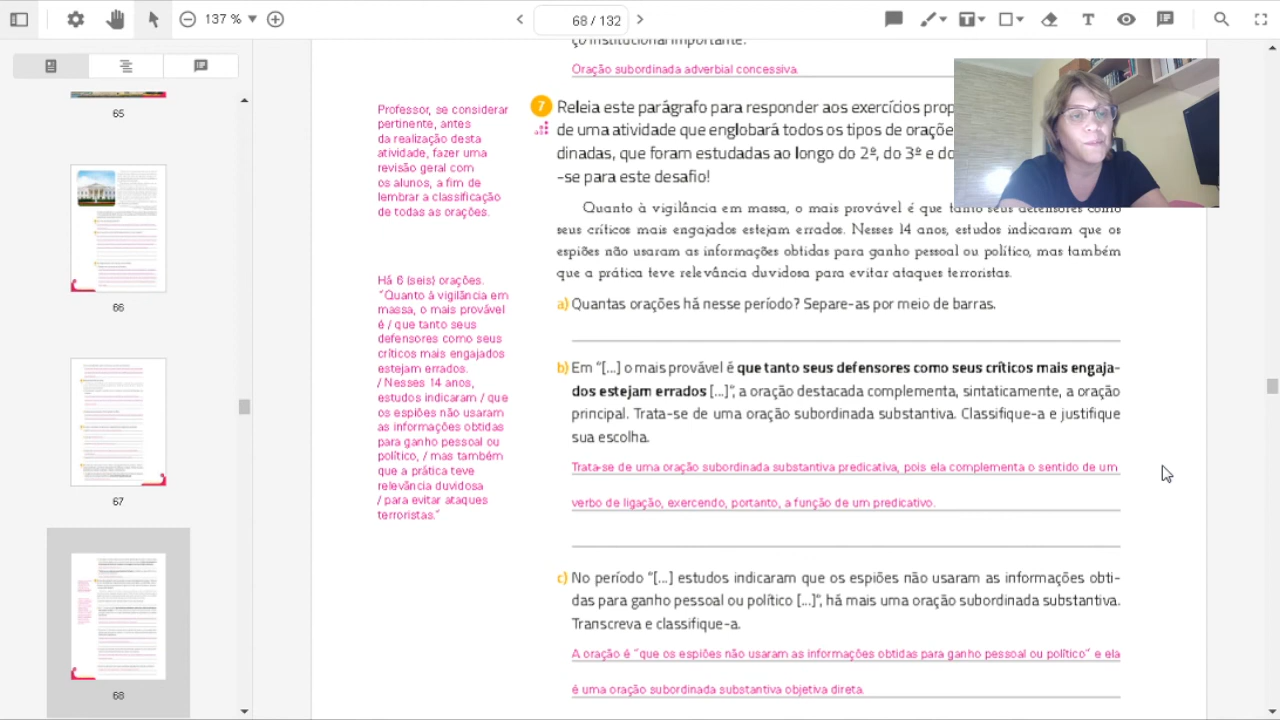 137 %
68 / 132
65
66
67
68
ço institucional importante.
Oração subordinada adverbial concessiva.
Professor, se considerar
pertinente, antes
da realização desta
atividade, fazer uma
revisão geral com
os alunos, a fim de
lembrar a classificação
de todas as orações.
Há 6 (seis) orações.
“Quanto à vigilância em
massa, o mais provável
é / que tanto seus
defensores como seus
críticos mais engajados
estejam errados.
/ Nesses 14 anos,
estudos indicaram / que
os espiões não usaram
as informações obtidas
para ganho pessoal ou
político, / mas também
que a prática teve
relevância duvidosa
/ para evitar ataques
terroristas.”
7 Releia este parágrafo para responder aos exercícios prop
de uma atividade que englobará todos os tipos de oraçõe
dinadas, que foram estudadas ao longo do 2º, do 3º e do
-se para este desafio!
Quanto à vigilância em massa, o mais provável é que tanto seus defensores como
seus críticos mais engajados estejam errados. Nesses 14 anos, estudos indicaram que os
espiões não usaram as informações obtidas para ganho pessoal ou político, mas também
que a prática teve relevância duvidosa para evitar ataques terroristas.
a) Quantas orações há nesse período? Separe-as por meio de barras.
b) Em “[...] o mais provável é que tanto seus defensores como seus críticos mais engaja-
dos estejam errados [...]”, a oração destacada complementa, sintaticamente, a oração
principal. Trata-se de uma oração subordinada substantiva. Classifique-a e justifique
sua escolha.
Trata-se de uma oração subordinada substantiva predicativa, pois ela complementa o sentido de um
verbo de ligação, exercendo, portanto, a função de um predicativo.
c) No período “[...] estudos indicaram que os espiões não usaram as informações obti-
das para ganho pessoal ou político [...]”, há mais uma oração subordinada substantiva.
Transcreva e classifique-a.
A oração é “que os espiões não usaram as informações obtidas para ganho pessoal ou político” e ela
é uma oração subordinada substantiva objetiva direta.